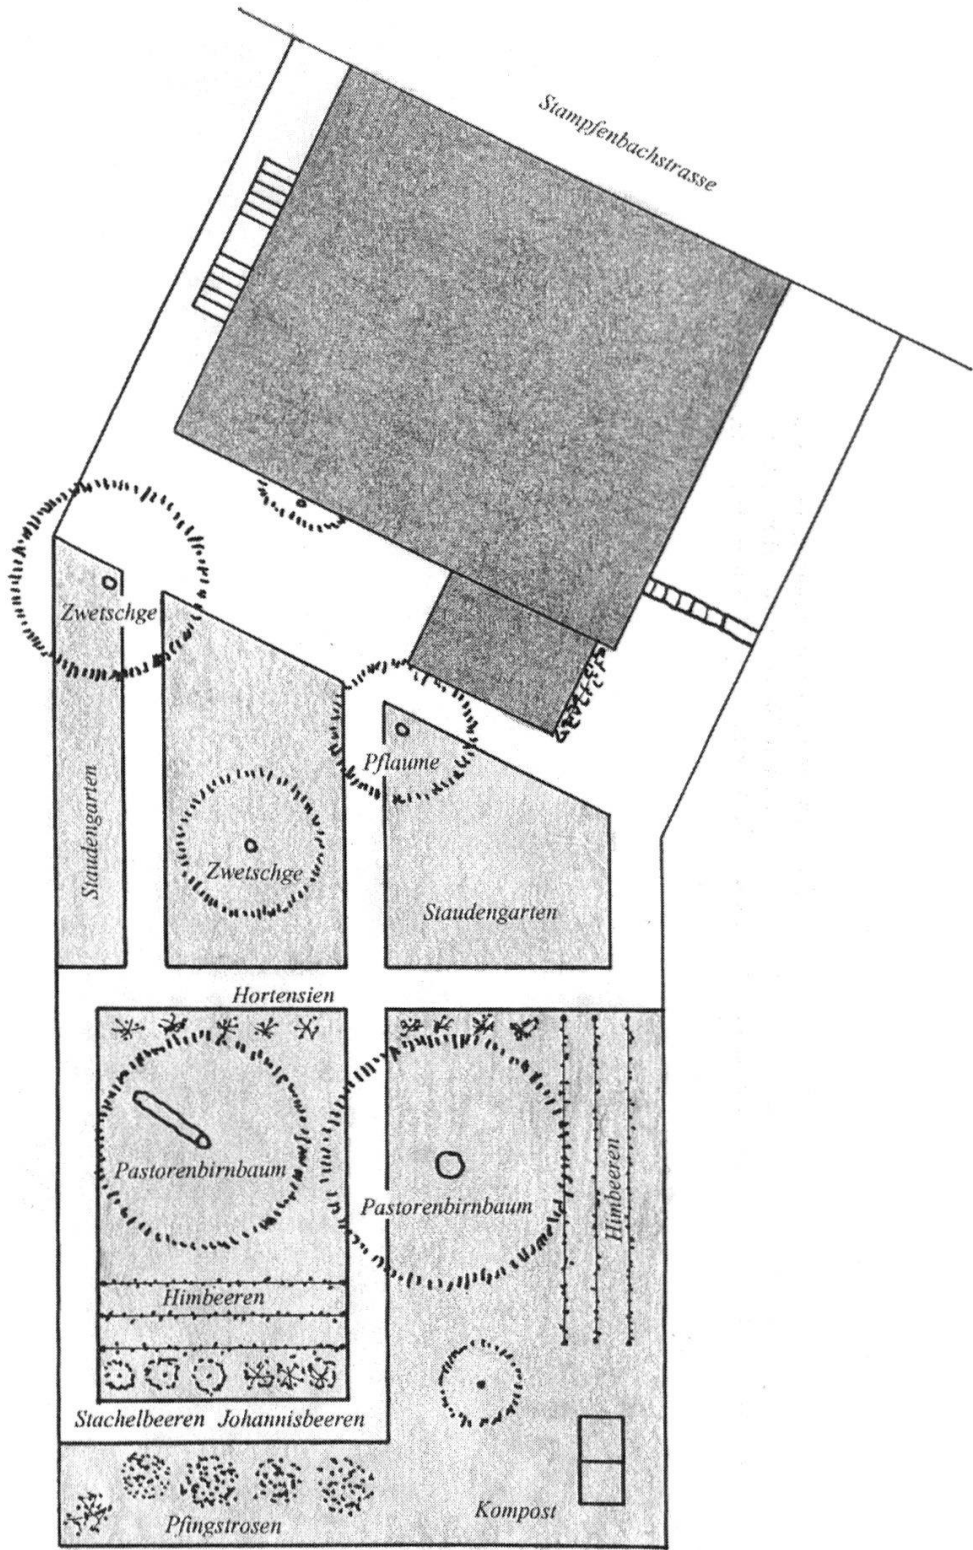 Stampfenbachstrasse
Zwetschge
Pflaume
Staudengarten
Zwetschge
Staudengarten
Hortensien
Pastorenbirnbaum
Pastorenbirnbaum
Himbeeren
Himbeeren
Stachelbeeren Johannisbeeren
Kompost
Pfingstrosen